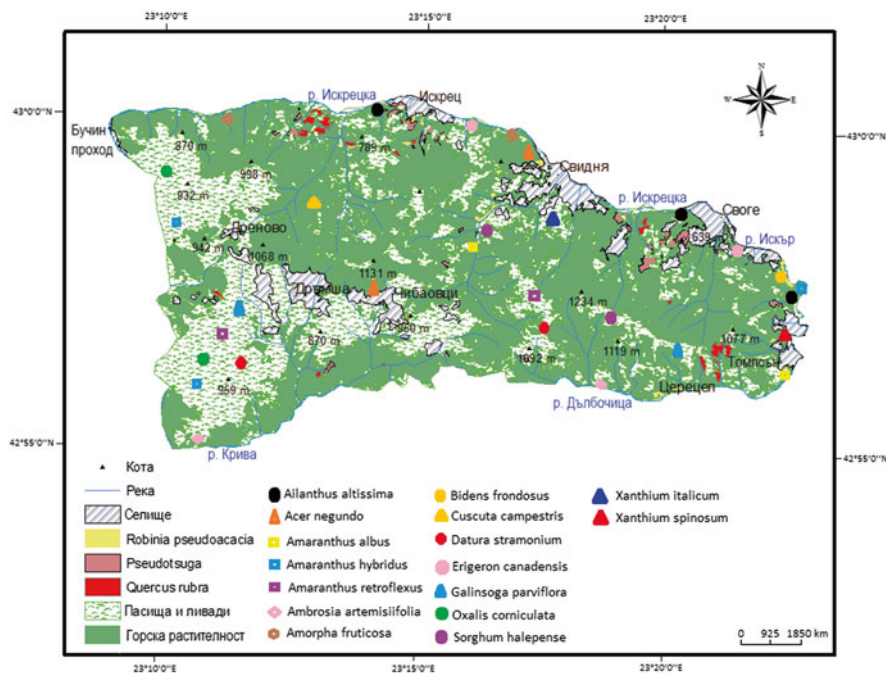 23°10'0''E
23°15'0''E
23°20'0''E
43°0'0''N
43°0'0''N
42°55'0''N
42°55'0''N
23°10'0''E
23°15'0''E
23°20'0''E
N
W
E
S
р. Искрецка
Искрец
Бучин
проход
870 m
789 m
998 m
Свидня
932 m
р. Искрецка
Своге
Дреново
942 m
1068 m
639 m
р. Искър
1131 m
Дръмша
Чибаовци
1234 m
960 m
870 m
1092 m
1119 m
1077 m
Томпсън
959 m
Церецел
р. Дълбочица
р. Крива
Кота
Река
Селище
Robinia pseudoacacia
Pseudotsuga
Quercus rubra
Пасища и ливади
Горска растителност
Ailanthus altissima
Acer negundo
Amaranthus albus
Amaranthus hybridus
Amaranthus retroflexus
Ambrosia artemisiifolia
Amorpha fruticosa
Bidens frondosus
Cuscuta campestris
Datura stramonium
Erigeron canadensis
Galinsoga parviflora
Oxalis corniculata
Sorghum halepense
Xanthium italicum
Xanthium spinosum
0 925 1850 km